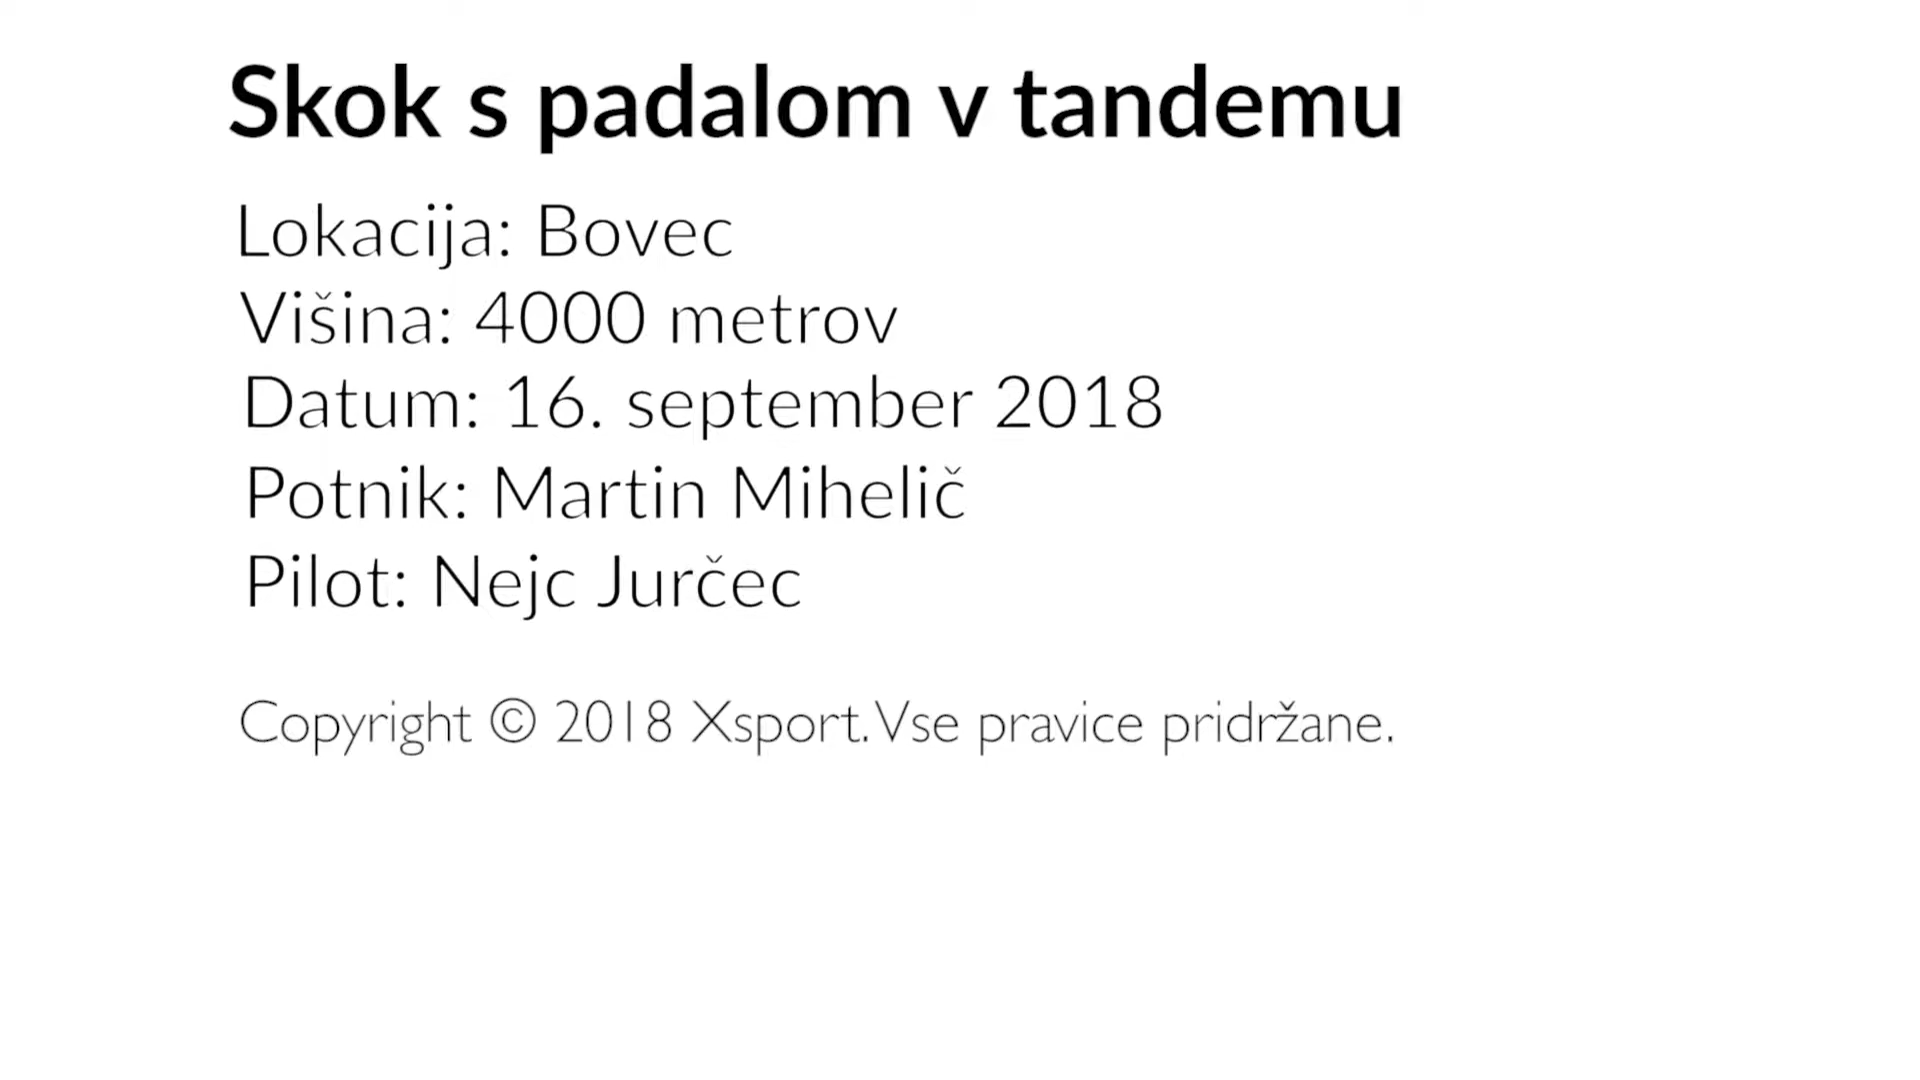 Skok s padalom v tandemu
Lokacija: Bovec
Višina: 4000 metrov
Datum: 16. september 2018
Potnik: Martin Mihelič
Pilot: Nejc Jurčec
Copyright © 2018 Xsport. Vse pravice pridržane.